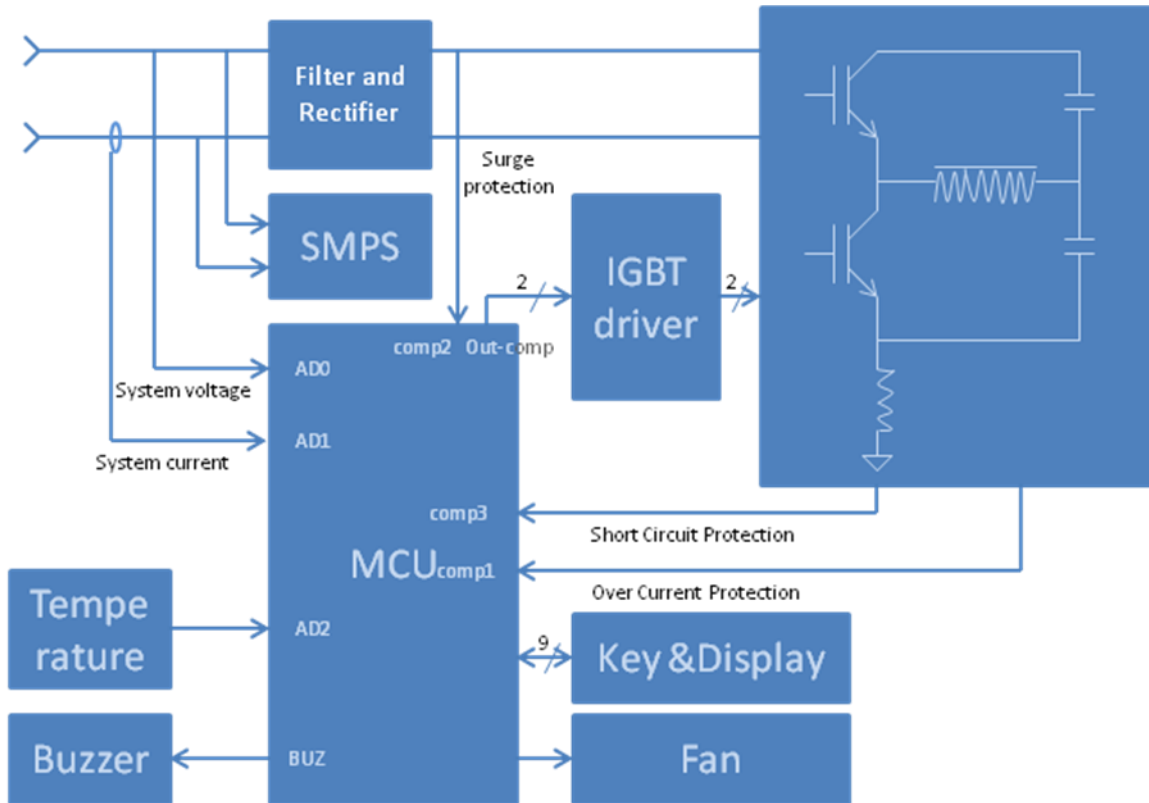 Filter and
Rectifier
Surge
protection
SMPS
2
IGBT
driver
2
comp2
Out-comp
AD0
System voltage
AD1
System current
comp3
Short Circuit Protection
MCU
comp1
Over Current Protection
Tempe
rature
AD2
9
Key &Display
Buzzer
BUZ
Fan